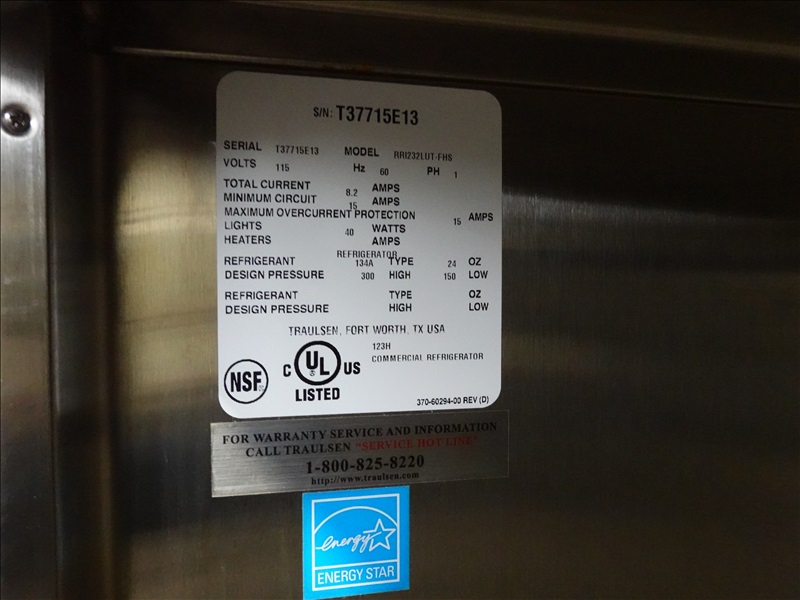 S/N: T37715E13
SERIAL T37715E13 MODEL RRI232LUT-FHS
VOLTS 115 Hz 60 PH 1
TOTAL CURRENT 8.2 AMPS
MINIMUM CIRCUIT 15 AMPS
MAXIMUM OVERCURRENT PROTECTION 15 AMPS
LIGHTS 40 WATTS
HEATERS AMPS
REFRIGERATOR
REFRIGERANT 134A TYPE 24 OZ
DESIGN PRESSURE 300 HIGH 150 LOW
REFRIGERANT TYPE OZ
DESIGN PRESSURE HIGH LOW
TRAULSEN, FORT WORTH, TX USA
123H
COMMERCIAL REFRIGERATOR
NSF
C UL US
®
LISTED
370-60294-00 REV (D)
FOR WARRANTY SERVICE AND INFORMATION
CALL TRAULSEN "SERVICE HOT LINE"
1-800-825-8220
http://www.traulsen.com
energy
ENERGY STAR